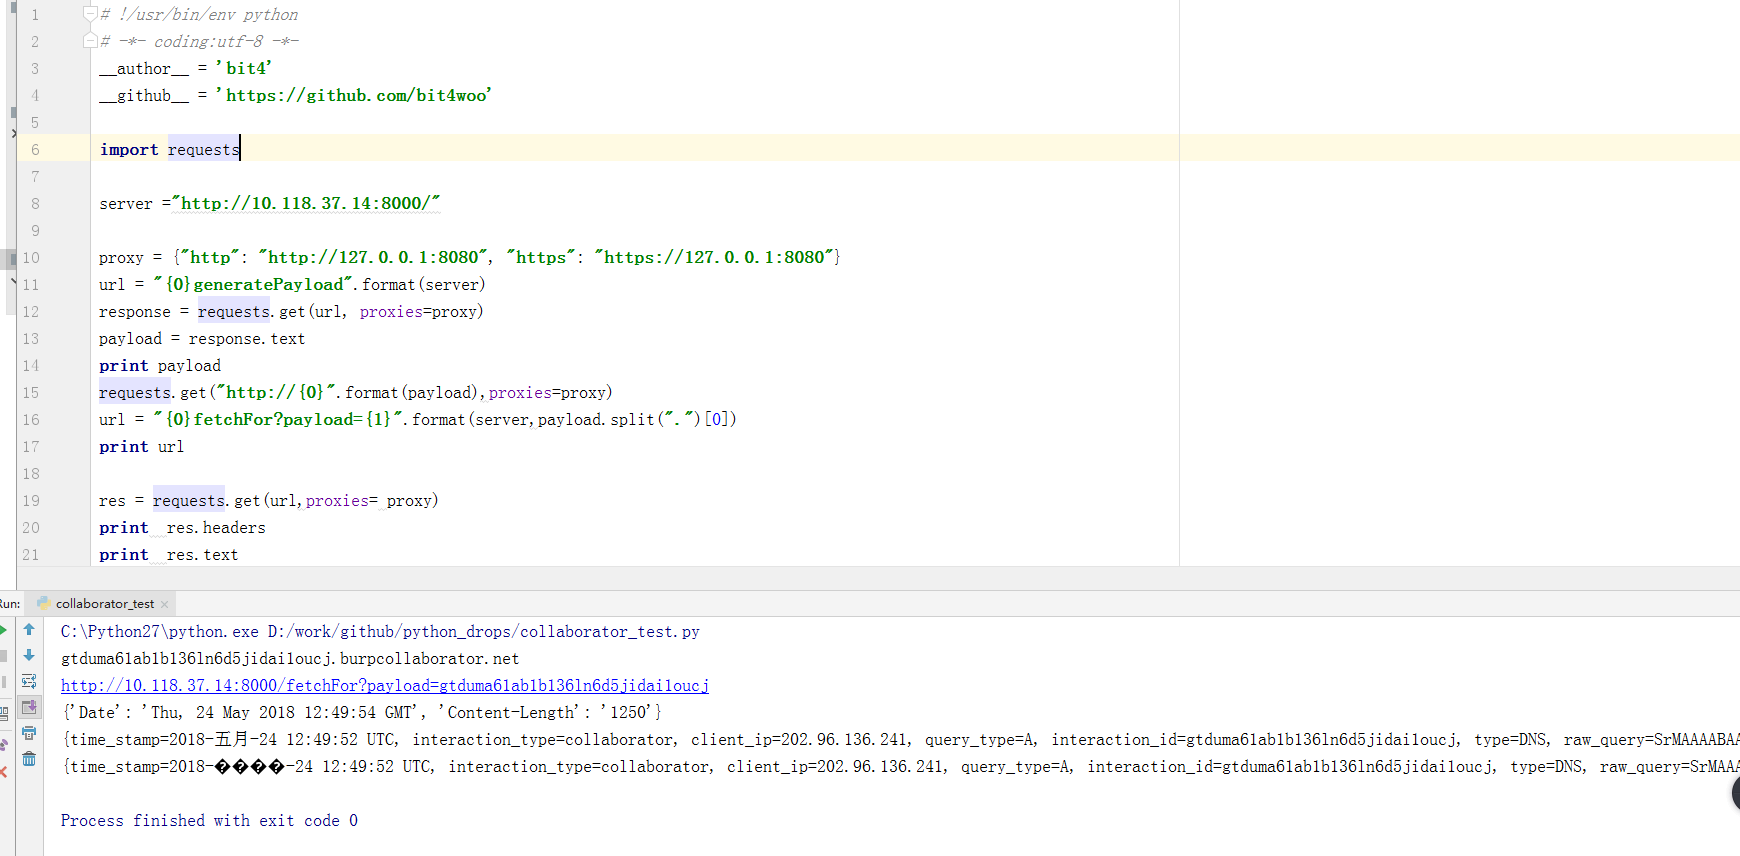 1 # !/usr/bin/env python
2 # -*- coding:utf-8 -*-
3 __author__ = 'bit4'
4 __github__ = 'https://github.com/bit4woo'
5
6 import requests
7
8 server ="http://10.118.37.14:8000/"
9
10 proxy = {"http": "http://127.0.0.1:8080", "https": "https://127.0.0.1:8080"}
11 url = "{0}generatePayload".format(server)
12 response = requests.get(url, proxies=proxy)
13 payload = response.text
14 print payload
15 requests.get("http://{0}".format(payload),proxies=proxy)
16 url = "{0}fetchFor?payload={1}".format(server,payload.split(".")[0])
17 print url
18
19 res = requests.get(url,proxies= proxy)
20 print  res.headers
21 print  res.text
Run: collaborator_test
C:\Python27\python.exe D:/work/github/python_drops/collaborator_test.py
gtduma61ab1b136ln6d5jidai1oucj.burpcollaborator.net
http://10.118.37.14:8000/fetchFor?payload=gtduma61ab1b136ln6d5jidai1oucj
{'Date': 'Thu, 24 May 2018 12:49:54 GMT', 'Content-Length': '1250'}
{time_stamp=2018-五月-24 12:49:52 UTC, interaction_type=collaborator, client_ip=202.96.136.241, query_type=A, interaction_id=gtduma61ab1b136ln6d5jidai1oucj, type=DNS, raw_query=SrMAAAABAA
{time_stamp=2018-����-24 12:49:52 UTC, interaction_type=collaborator, client_ip=202.96.136.241, query_type=A, interaction_id=gtduma61ab1b136ln6d5jidai1oucj, type=DNS, raw_query=SrMAAA
Process finished with exit code 0